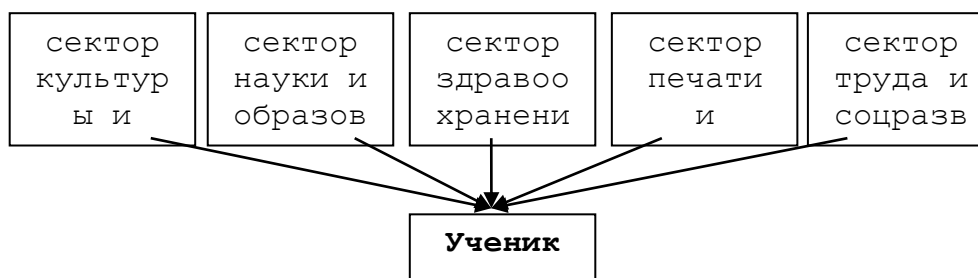 сектор
культур
ы и
сектор
науки и
образов
сектор
здравоо
хранени
сектор
печати
и
сектор
труда и
соцразв
Ученик